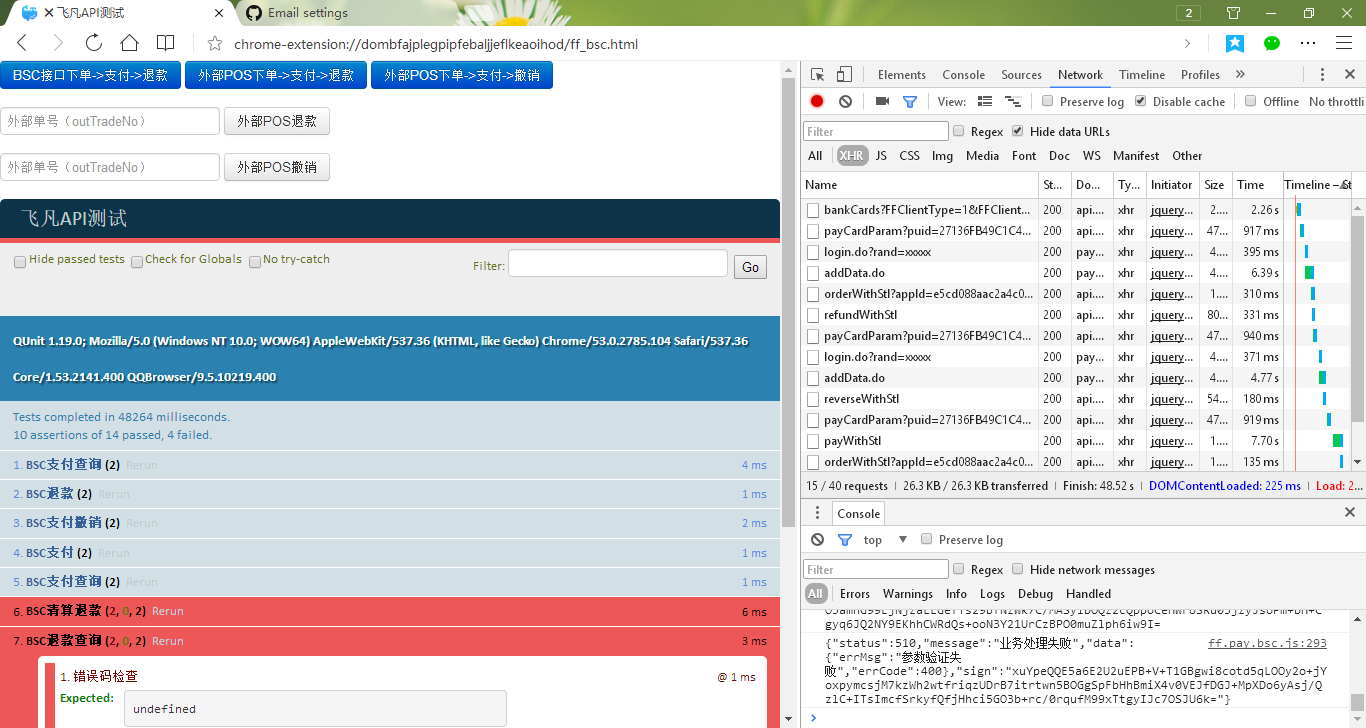 飞凡API测试
Email settings
2
chrome-extension://dombfajplegpipfebaljjeflkeaoihod/ff_bsc.html
BSC接口下单->支付->退款 外部POS下单->支付->退款 外部POS下单->支付->撤销
外部单号（outTradeNo） 外部POS退款
外部单号（outTradeNo） 外部POS撤销
飞凡API测试
Hide passed tests Check for Globals No try-catch Filter: Go
QUnit 1.19.0; Mozilla/5.0 (Windows NT 10.0; WOW64) AppleWebKit/537.36 (KHTML, like Gecko) Chrome/53.0.2785.104 Safari/537.36
Core/1.53.2141.400 QQBrowser/9.5.10219.400
Tests completed in 48264 milliseconds.
10 assertions of 14 passed, 4 failed.
1. BSC支付查询 (2) Rerun 4 ms
2. BSC退款 (2) Rerun 1 ms
3. BSC支付撤销 (2) Rerun 2 ms
4. BSC支付 (2) Rerun 1 ms
5. BSC支付查询 (2) Rerun 1 ms
6. BSC清算退款 (2, 0, 2) Rerun 6 ms
7. BSC退款查询 (2, 0, 2) Rerun 3 ms
1. 错误码检查 @ 1 ms
Expected:
undefined
Elements Console Sources Network Timeline Profiles »
View: Preserve log Disable cache Offline No throttli
Filter Regex Hide data URLs
All XHR JS CSS Img Media Font Doc WS Manifest Other
Name St... Do... Ty... Initiator Size Time Timeline – St
bankCards?FFClientType=1&FFClient... 200 api.... xhr jquery... 2.... 2.26 s
payCardParam?puid=27136FB49C1C4... 200 api.... xhr jquery... 47... 917 ms
login.do?rand=xxxxx 200 pay... xhr jquery... 4.... 395 ms
addData.do 200 pay... xhr jquery... 4.... 6.39 s
orderWithStl?appId=e5cd088aac2a4c0... 200 api.... xhr jquery... 1.... 310 ms
refundWithStl 200 api.... xhr jquery... 80... 331 ms
payCardParam?puid=27136FB49C1C4... 200 api.... xhr jquery... 47... 940 ms
login.do?rand=xxxxx 200 pay... xhr jquery... 4.... 371 ms
addData.do 200 pay... xhr jquery... 4.... 4.77 s
reverseWithStl 200 api.... xhr jquery... 54... 180 ms
payCardParam?puid=27136FB49C1C4... 200 api.... xhr jquery... 47... 919 ms
payWithStl 200 api.... xhr jquery... 1.... 7.70 s
orderWithStl?appId=e5cd088aac2a4c0... 200 api.... xhr jquery... 1.... 135 ms
15 / 40 requests | 26.3 KB / 26.3 KB transferred | Finish: 48.52 s | DOMContentLoaded: 225 ms | Load: 2...
Console
top Preserve log
Filter Regex Hide network messages
All Errors Warnings Info Logs Debug Handled
gyq6JQ2NY9EKhhCWRdQs+ooN3Y21UrCzBPO0muZlph6iw9I=
{"status":510,"message":"业务处理失败","data": ff.pay.bsc.js:293
{"errMsg":"参数验证失
败","errCode":400},"sign":"xuYpeQQE5a6E2U2uEPB+V+T1GBgwi8cotd5qLOOy2o+jY
oxpymcsjM7kzWh2wtfriqzUDrB7itrtwn5BOGgSpFbHhBmiX4v0VEJfDGJ+MpXDo6yAsj/Q
zlC+ITsImcfSrkyfQfjHhci5GO3b+rc/0rqufM99xTtgyIJc7OSJU6k="}